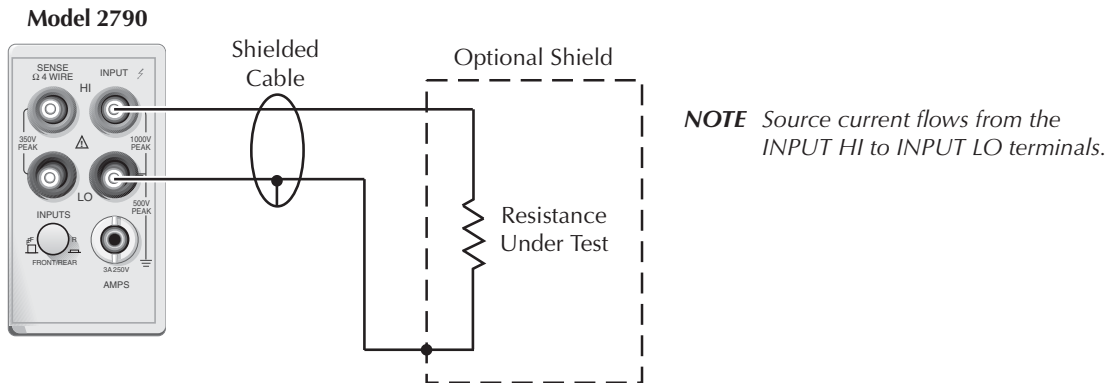 Model 2790
SENSE
Ω 4 WIRE
INPUT
HI
350V
PEAK
1000V
PEAK
LO
500V
PEAK
INPUTS
F
R
FRONT/REAR
3A 250V
AMPS
Shielded
Cable
Optional Shield
Resistance
Under Test
NOTE Source current flows from the
INPUT HI to INPUT LO terminals.